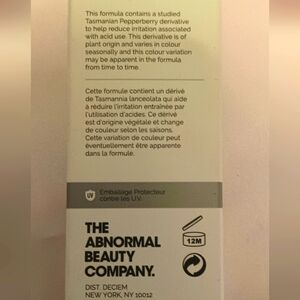 This formula contains a studied
Tasmanian Pepperberry derivative
to help reduce irritation associated
with acid use. This derivative is of
plant origin and varies in colour
seasonally and this colour variation
may be apparent in the formula
from time to time.
Cette formule contient un dérivé
de Tasmannia lanceolata qui aide
à réduire l'irritation entraînée par
l'utilisation d'acides. Ce dérivé
est d'origine végétale et change
de couleur selon les saisons.
Cette variation de couleur peut
éventuellement être apparente
dans la formule.
UV
Emballage Protecteur
contre les U.V.
THE
ABNORMAL
BEAUTY
COMPANY.
12M
DIST. DECIEM
NEW YORK, NY 10012